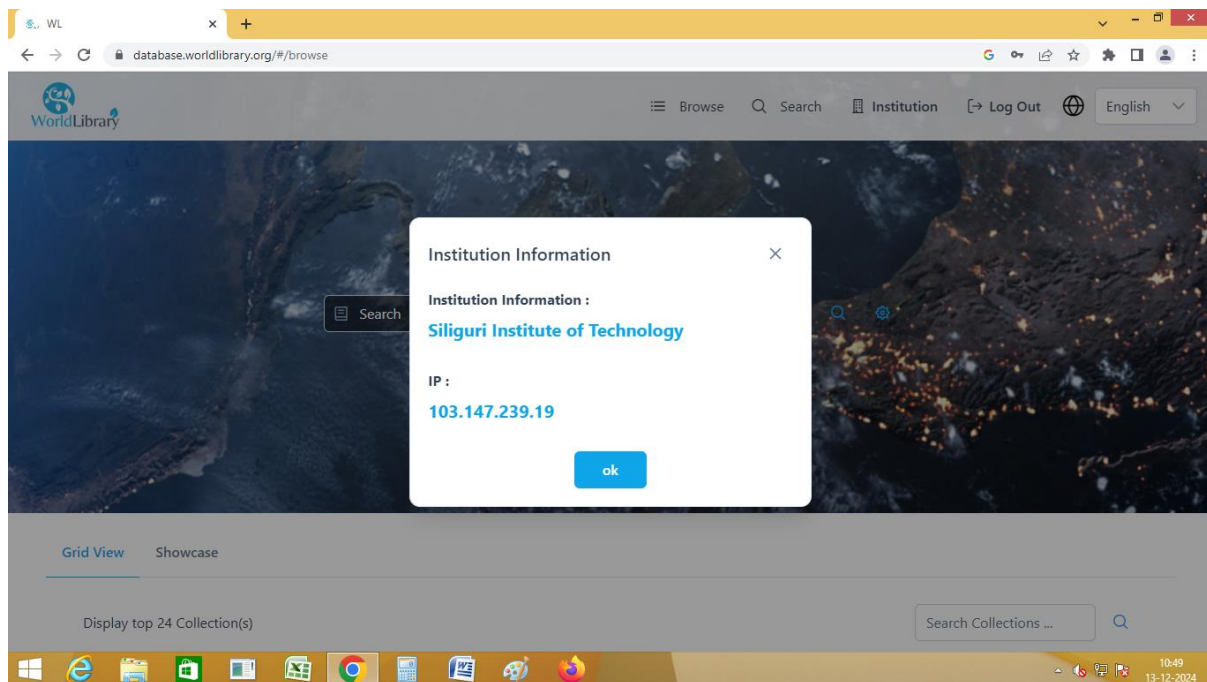 WL
database.worldlibrary.org/#/browse
WorldLibrary
Browse Search Institution Log Out English
Search
Institution Information
Institution Information :
Siliguri Institute of Technology
IP :
103.147.239.19
ok
Grid View Showcase
Display top 24 Collection(s)
Search Collections ...
10:49
13-12-2024